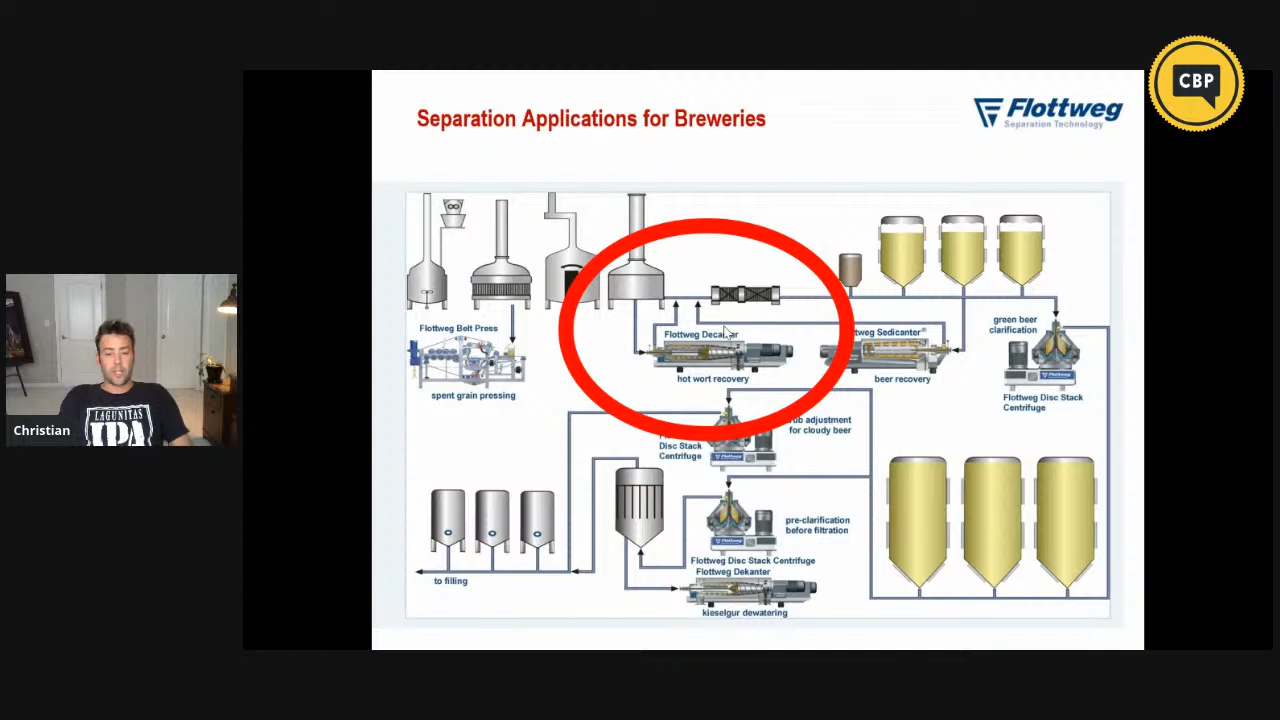 CBP
Separation Applications for Breweries
Flottweg
Separation Technology
Flottweg Belt Press
spent grain pressing
Flottweg Decanter
hot wort recovery
Sedicanter®
beer recovery
green beer
clarification
Flottweg Disc Stack
Centrifuge
adjustment
for cloudy beer
Disc Stack
Centrifuge
pre-clarification
before filtration
Flottweg Disc Stack Centrifuge
Flottweg Dekanter
kieselgur dewatering
to filling
Christian
LAGUNITAS
IPA